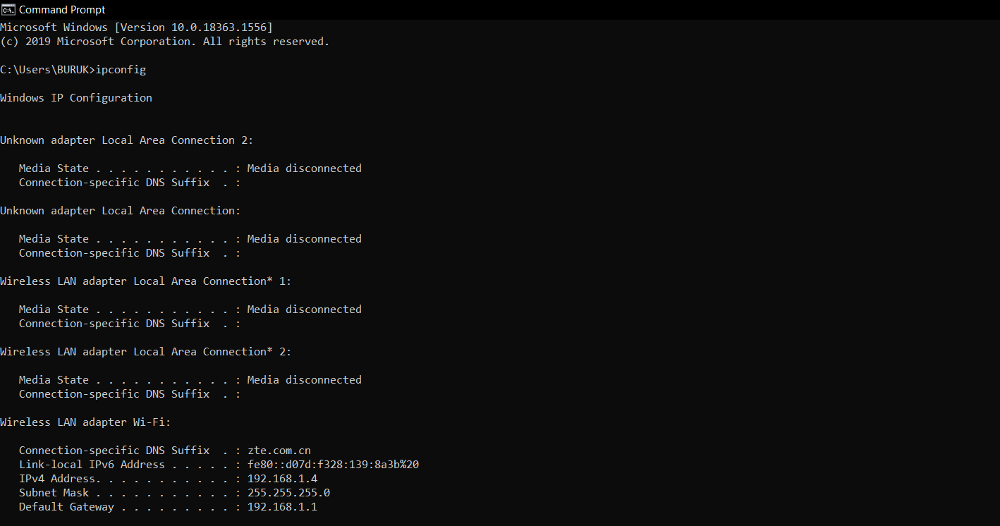 Command Prompt
Microsoft Windows [Version 10.0.18363.1556]
(c) 2019 Microsoft Corporation. All rights reserved.
C:\Users\BURUK>ipconfig
Windows IP Configuration
Unknown adapter Local Area Connection 2:
   Media State . . . . . . . . . . . : Media disconnected
   Connection-specific DNS Suffix  . :
Unknown adapter Local Area Connection:
   Media State . . . . . . . . . . . : Media disconnected
   Connection-specific DNS Suffix  . :
Wireless LAN adapter Local Area Connection* 1:
   Media State . . . . . . . . . . . : Media disconnected
   Connection-specific DNS Suffix  . :
Wireless LAN adapter Local Area Connection* 2:
   Media State . . . . . . . . . . . : Media disconnected
   Connection-specific DNS Suffix  . :
Wireless LAN adapter Wi-Fi:
   Connection-specific DNS Suffix  . : zte.com.cn
   Link-local IPv6 Address . . . . . : fe80::d07d:f328:139:8a3b%20
   IPv4 Address. . . . . . . . . . . : 192.168.1.4
   Subnet Mask . . . . . . . . . . . : 255.255.255.0
   Default Gateway . . . . . . . . . : 192.168.1.1